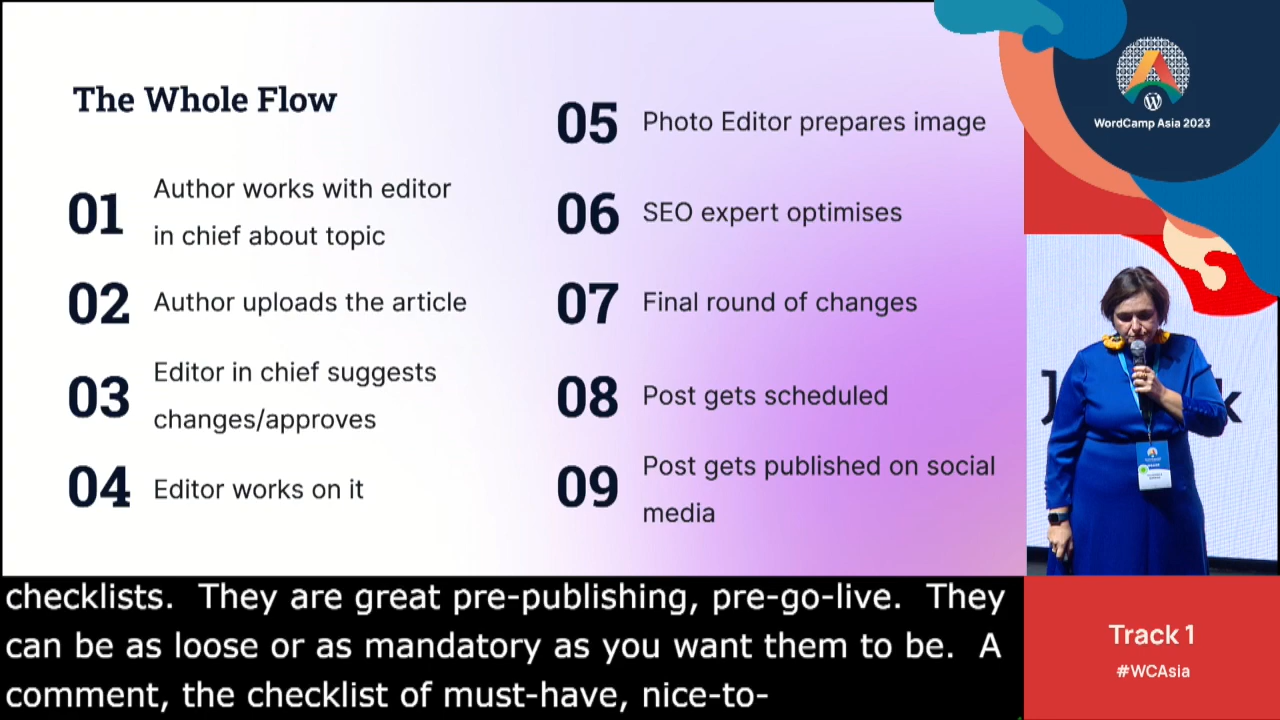 The Whole Flow
01
Author works with editor
in chief about topic
02
Author uploads the article
03
Editor in chief suggests
changes/approves
04
Editor works on it
05
Photo Editor prepares image
06
SEO expert optimises
07
Final round of changes
08
Post gets scheduled
09
Post gets published on social
media
WordCamp Asia 2023
Track 1
#WCAsia
checklists. They are great pre-publishing, pre-go-live. They
can be as loose or as mandatory as you want them to be. A
comment, the checklist of must-have, nice-to-